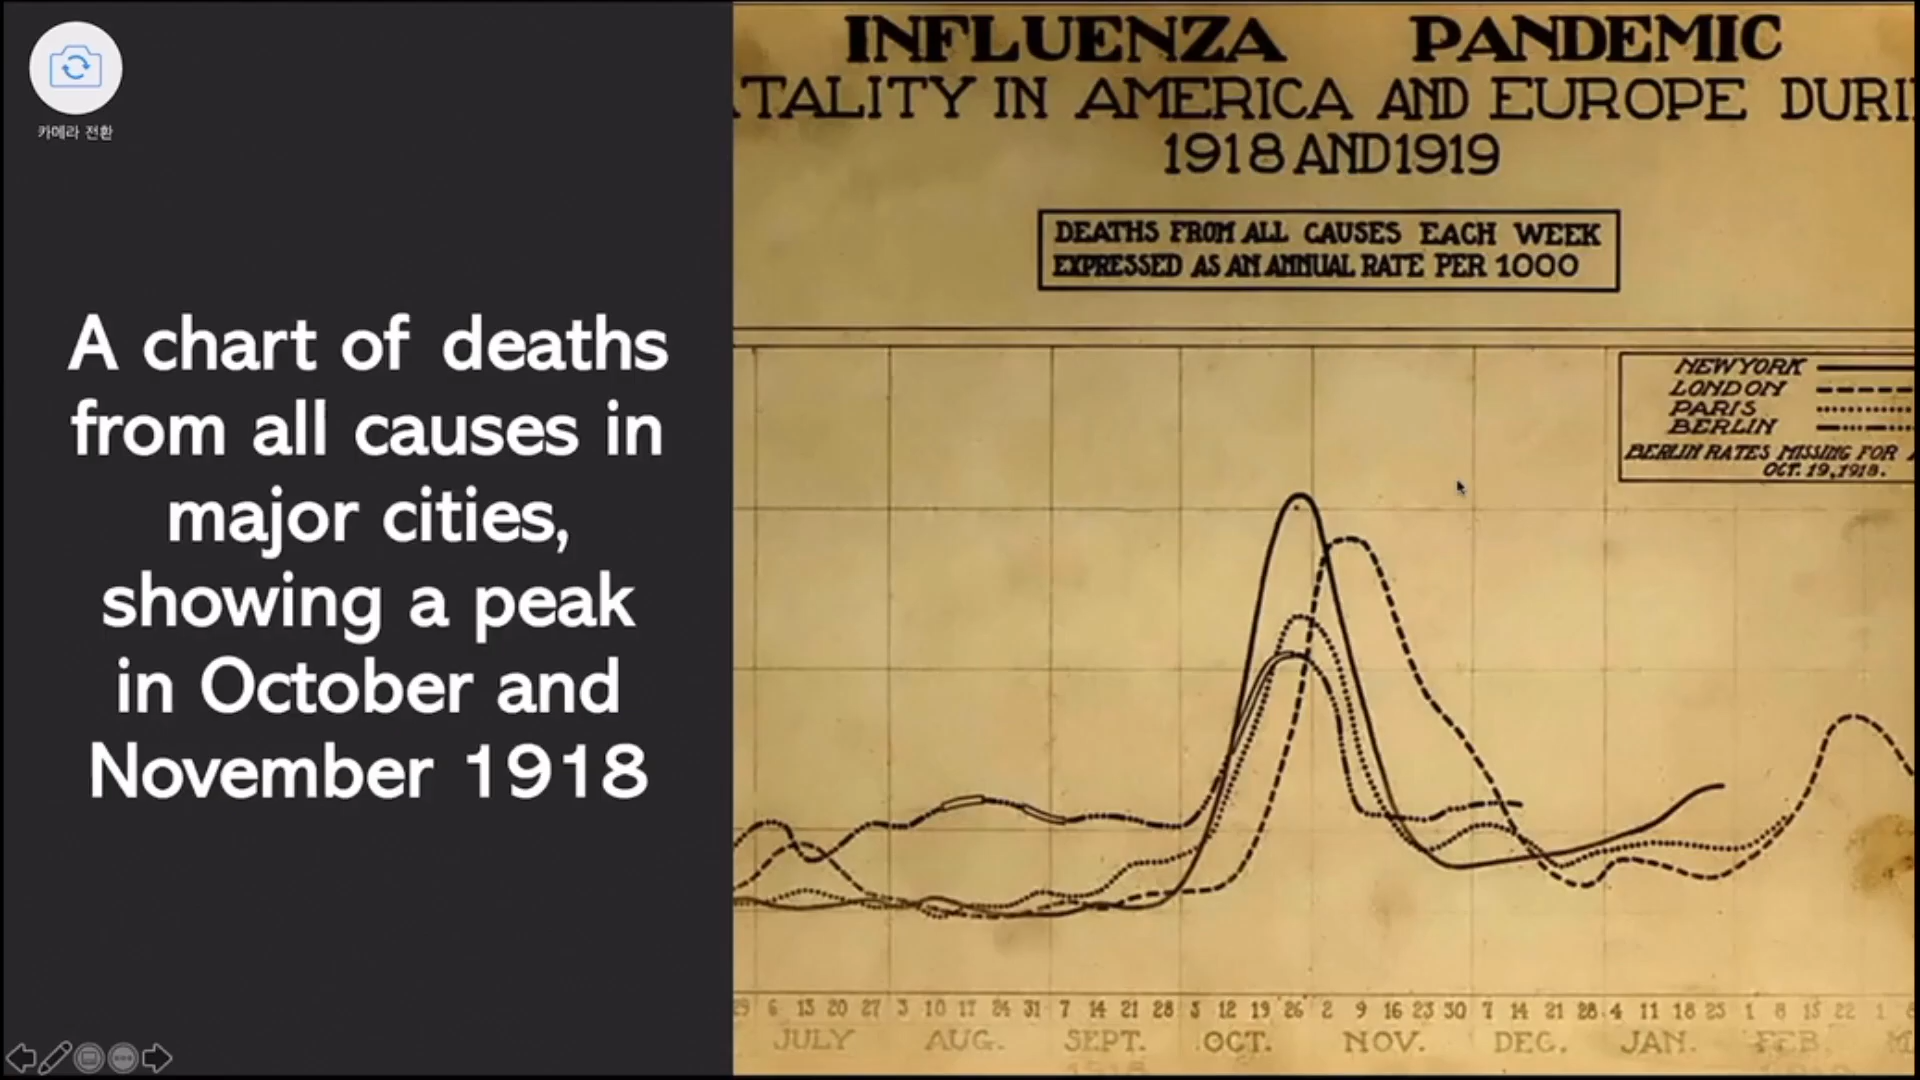 카메라 전환
A chart of deaths
from all causes in
major cities,
showing a peak
in October and
November 1918
INFLUENZA PANDEMIC
TALITY IN AMERICA AND EUROPE DURI
1918 AND 1919
DEATHS FROM ALL CAUSES EACH WEEK
EXPRESSED AS AN ANNUAL RATE PER 1000
NEW YORK
LONDON
PARIS
BERLIN
BERLIN RATES MISSING FOR
OCT. 19, 1918.
29 6 13 20 27 3 10 17 24 31 7 14 21 28 5 12 19 26 2 9 16 23 30 7 14 21 28 4 11 18 25 1 8 15 22 1
JULY AUG. SEPT. OCT. NOV. DEC. JAN. FEB.
1918